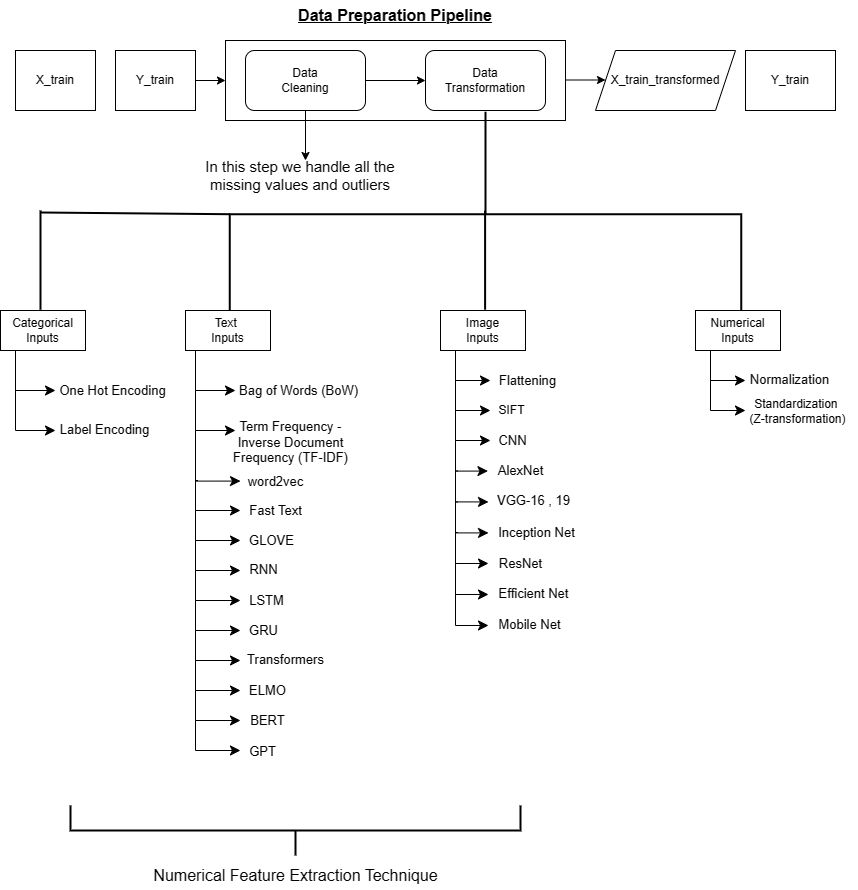 Data Preparation Pipeline
X_train
Y_train
Data
Cleaning
Data
Transformation
X_train_transformed
Y_train
In this step we handle all the
missing values and outliers
Categorical
Inputs
One Hot Encoding
Label Encoding
Text
Inputs
Bag of Words (BoW)
Term Frequency -
Inverse Document
Frequency (TF-IDF)
word2vec
Fast Text
GLOVE
RNN
LSTM
GRU
Transformers
ELMO
BERT
GPT
Image
Inputs
Flattening
SIFT
CNN
AlexNet
VGG-16 , 19
Inception Net
ResNet
Efficient Net
Mobile Net
Numerical
Inputs
Normalization
Standardization
(Z-transformation)
Numerical Feature Extraction Technique